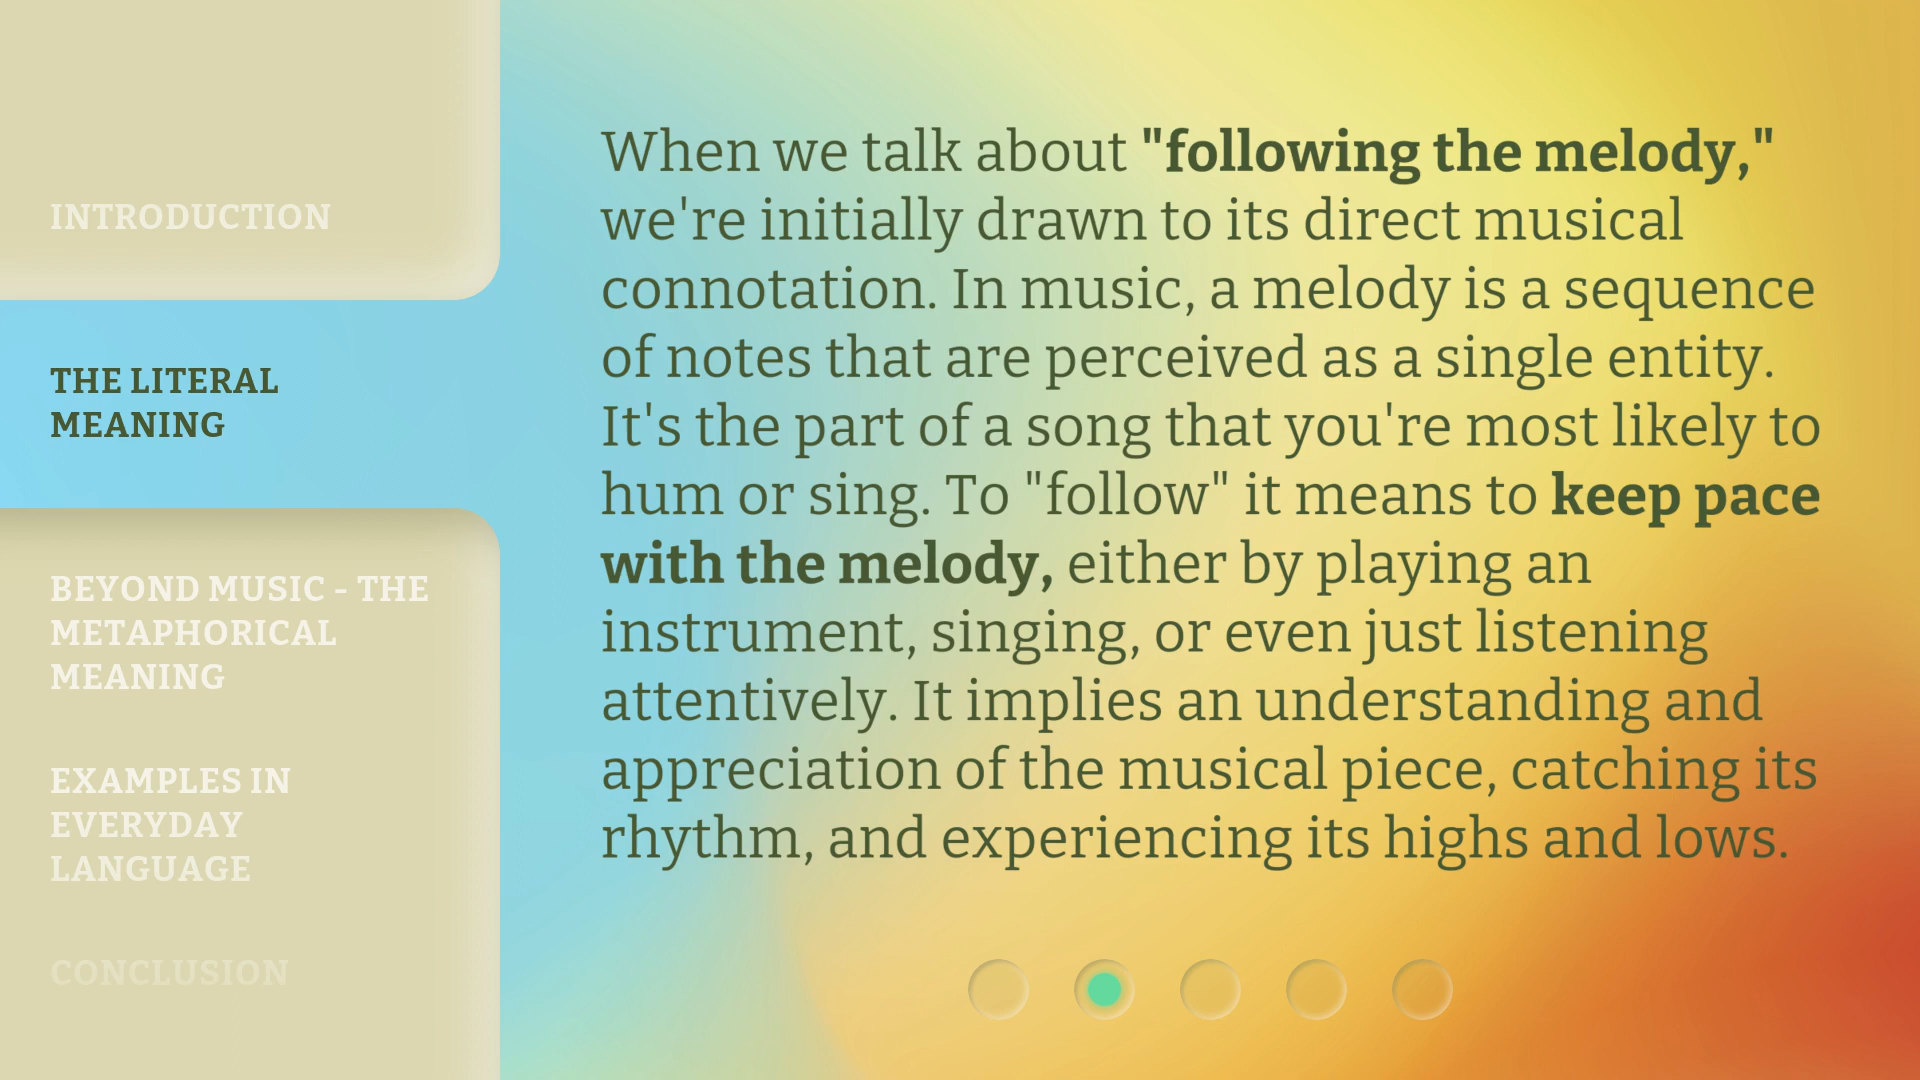 INTRODUCTION
THE LITERAL
MEANING
BEYOND MUSIC - THE
METAPHORICAL
MEANING
EXAMPLES IN
EVERYDAY
LANGUAGE
CONCLUSION
When we talk about "following the melody,"
we're initially drawn to its direct musical
connotation. In music, a melody is a sequence
of notes that are perceived as a single entity.
It's the part of a song that you're most likely to
hum or sing. To "follow" it means to keep pace
with the melody, either by playing an
instrument, singing, or even just listening
attentively. It implies an understanding and
appreciation of the musical piece, catching its
rhythm, and experiencing its highs and lows.